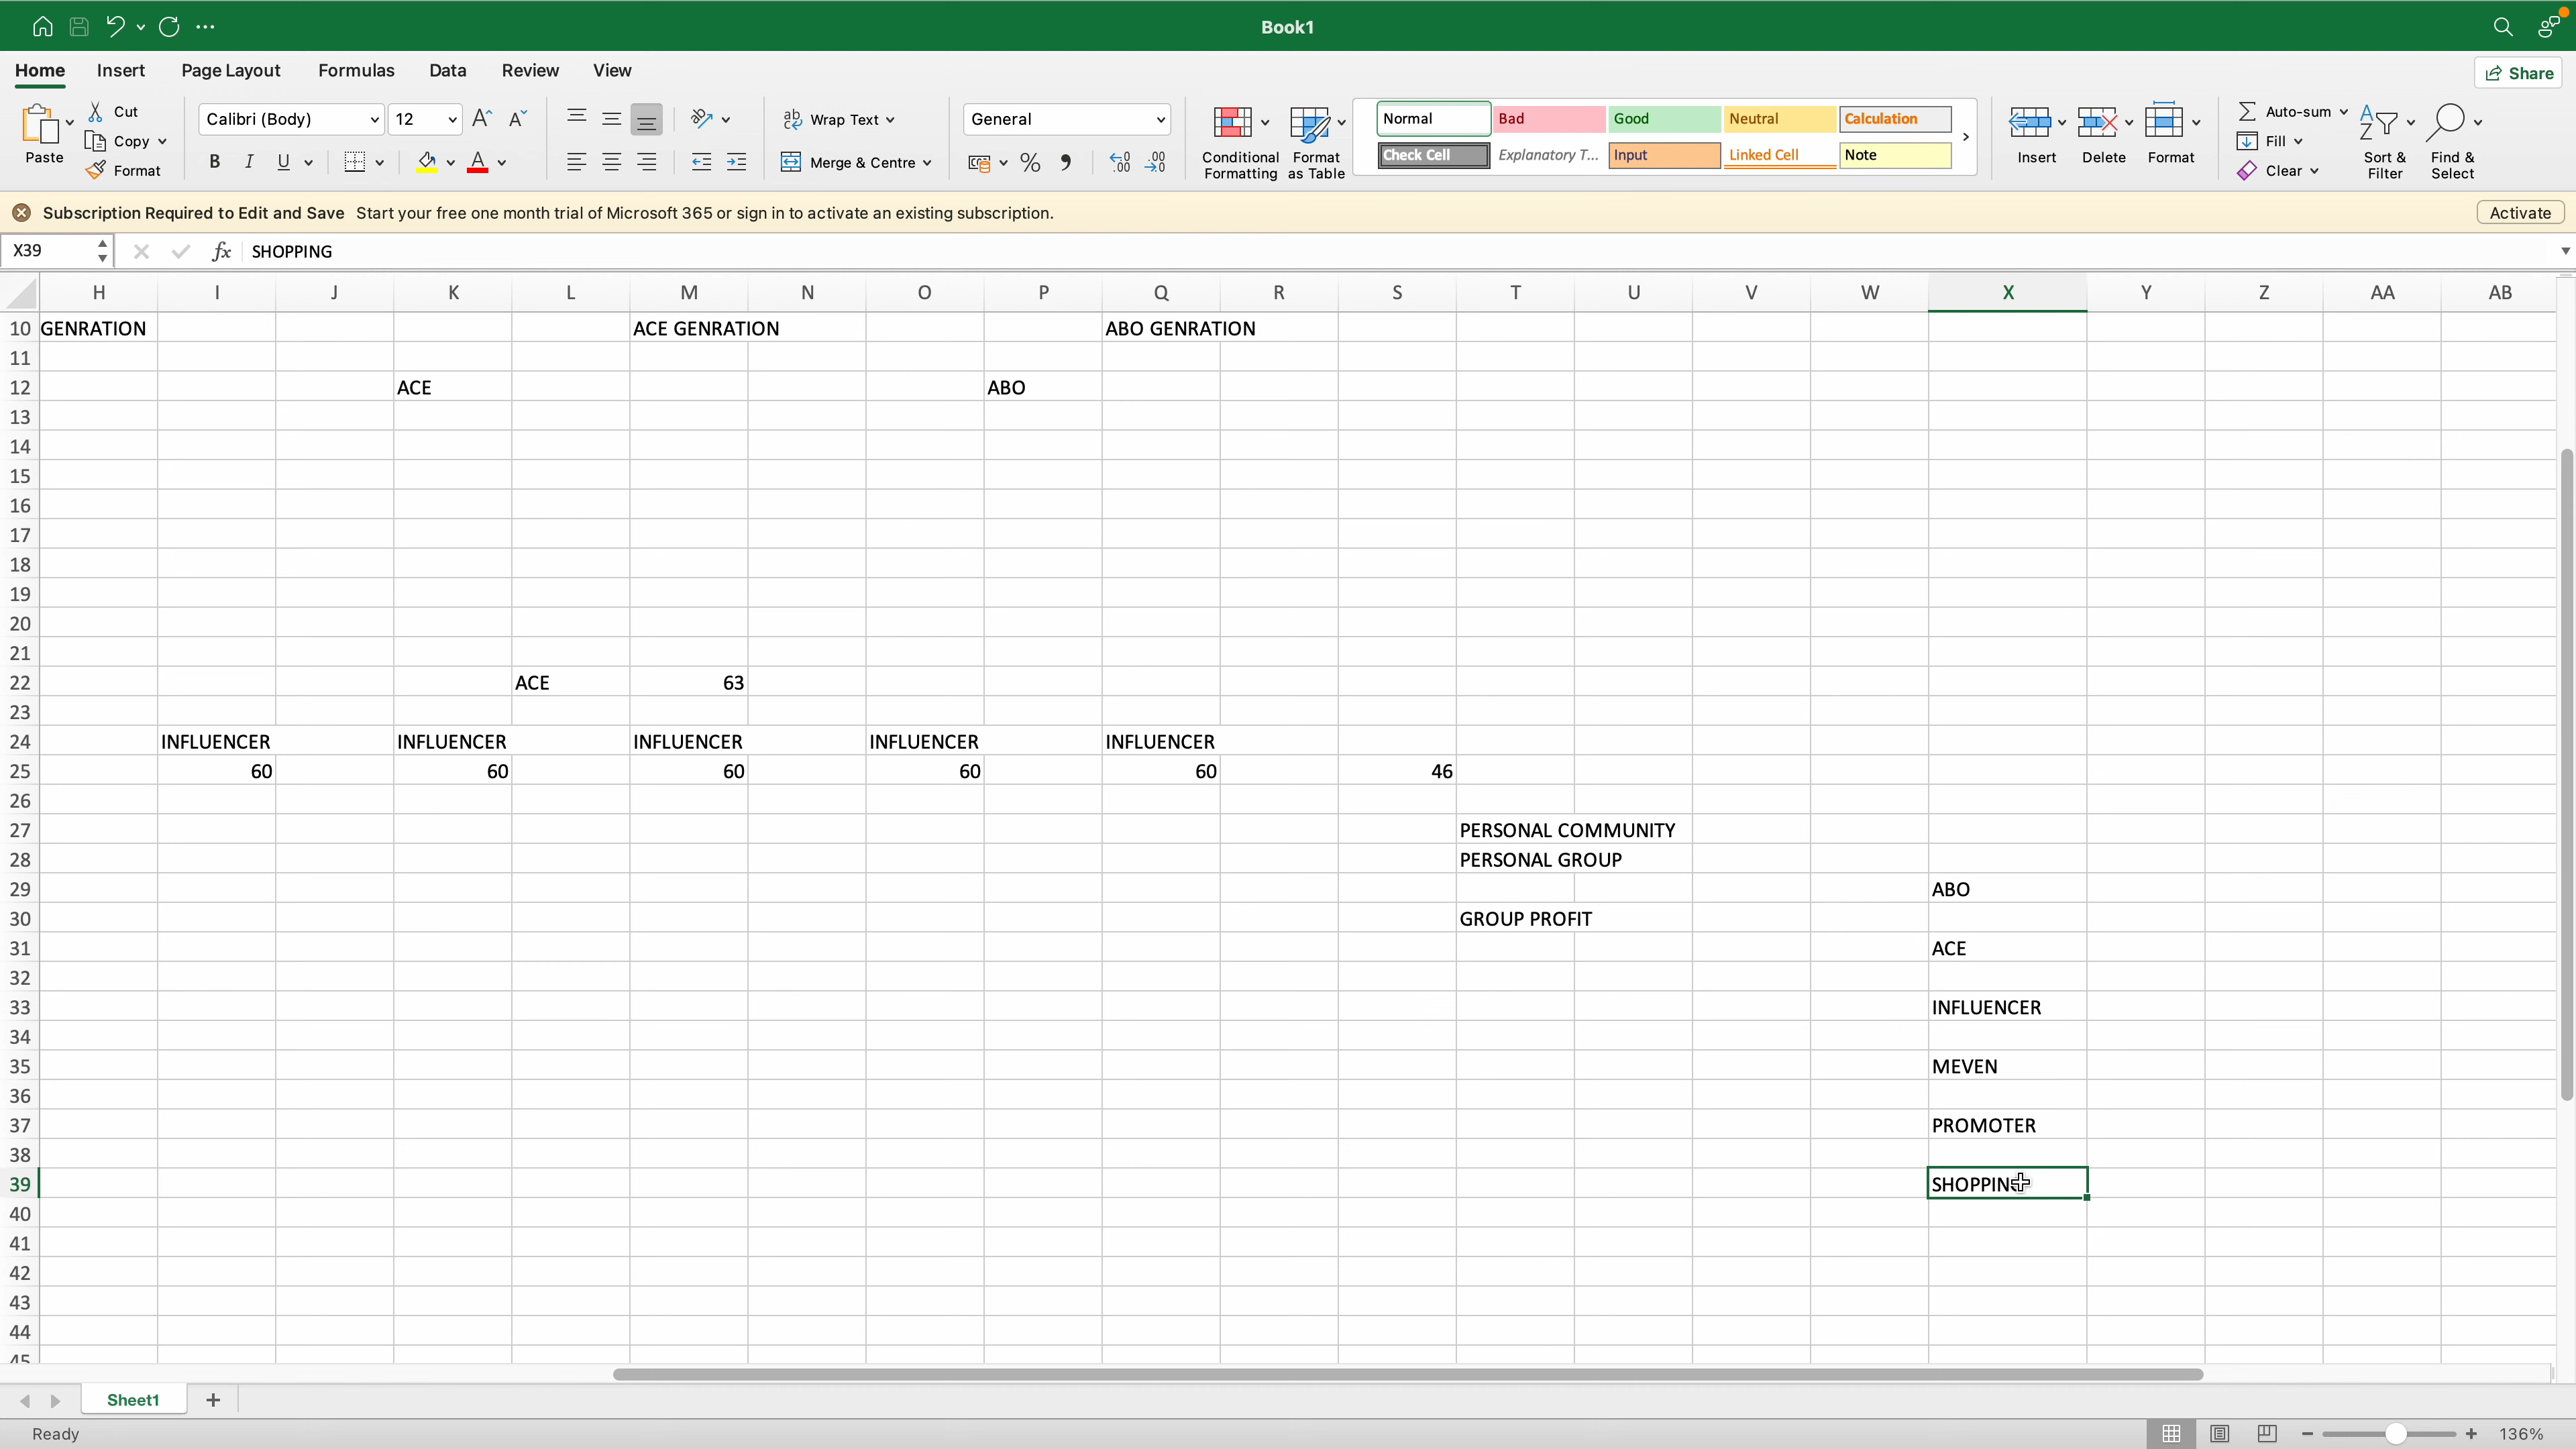 Book1
Home Insert Page Layout Formulas Data Review View Share
Paste Cut Copy Format
Calibri (Body) 12
B I U
Wrap Text
Merge & Centre
General
Conditional Formatting
Format as Table
Normal Bad Good Neutral Calculation
Check Cell Explanatory T... Input Linked Cell Note
Insert Delete Format
Auto-sum
Fill
Clear
Sort & Filter
Find & Select
Subscription Required to Edit and Save Start your free one month trial of Microsoft 365 or sign in to activate an existing subscription. Activate
X39 fx SHOPPING
H I J K L M N O P Q R S T U V W X Y Z AA AB
10 GENRATION ACE GENRATION ABO GENRATION
11
12 ACE ABO
13
14
15
16
17
18
19
20
21
22 ACE 63
23
24 INFLUENCER INFLUENCER INFLUENCER INFLUENCER INFLUENCER
25 60 60 60 60 60 46
26
27 PERSONAL COMMUNITY
28 PERSONAL GROUP
29 ABO
30 GROUP PROFIT
31 ACE
32
33 INFLUENCER
34
35 MEVEN
36
37 PROMOTER
38
39 SHOPPING
40
41
42
43
44
45
Sheet1
Ready 136%